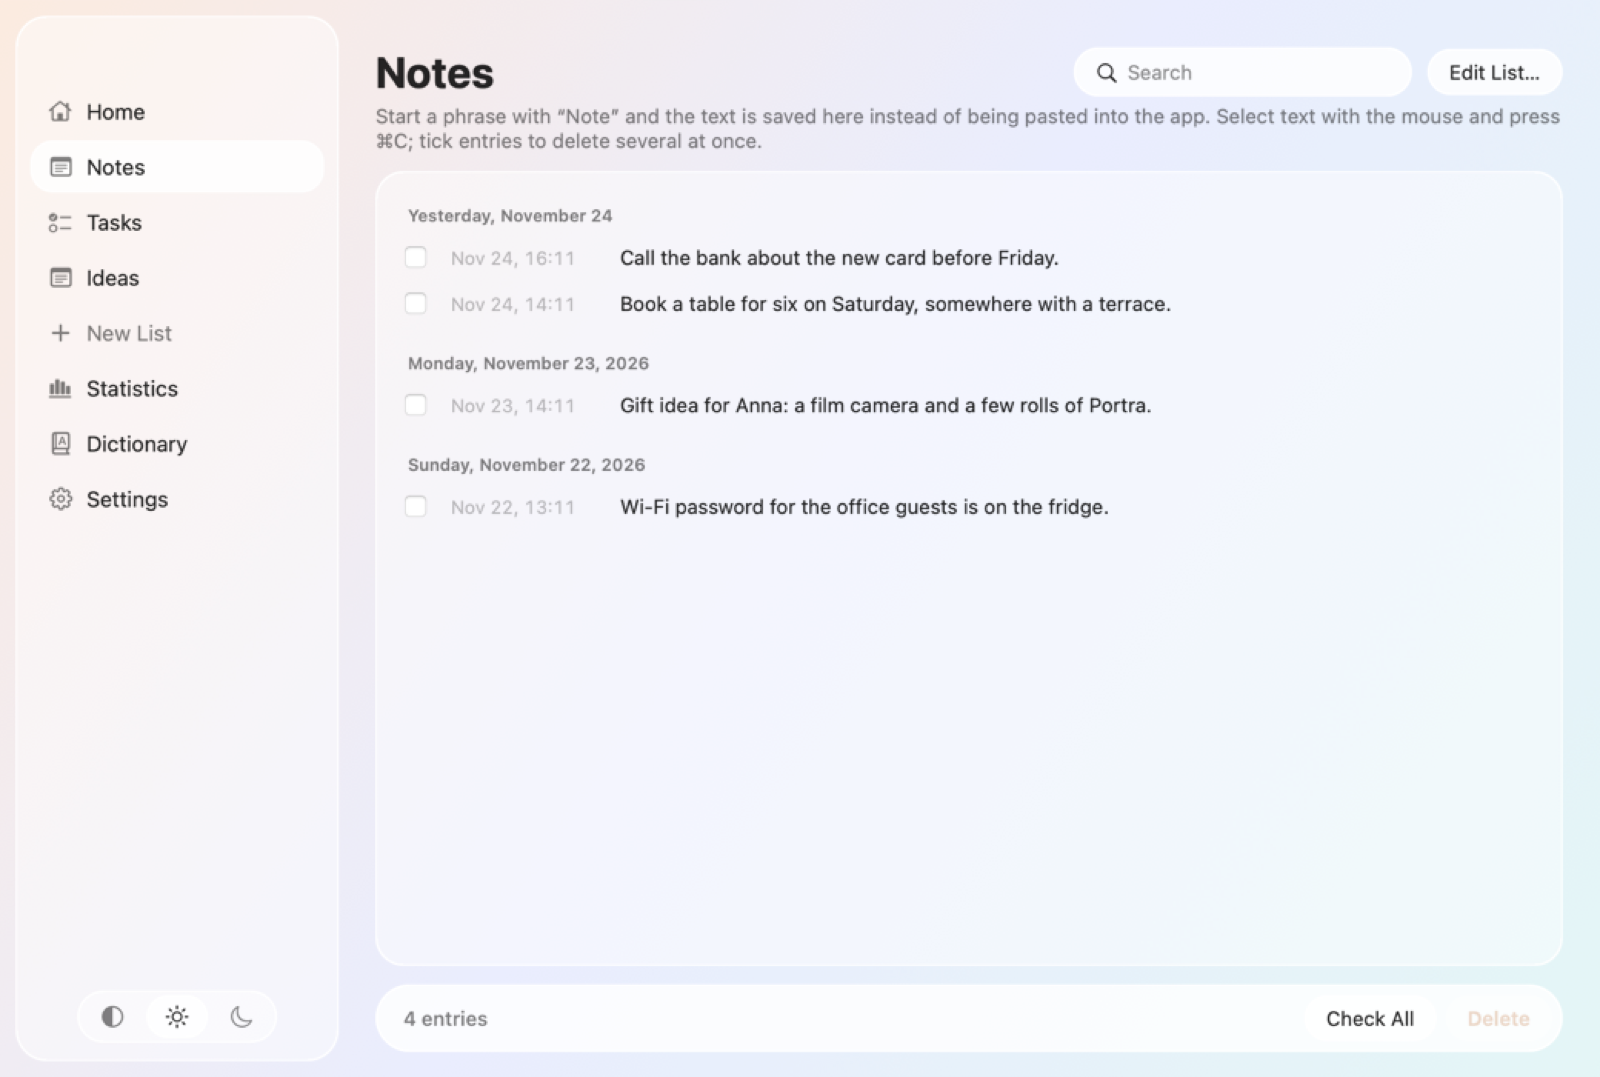 Home
Notes
Tasks
Ideas
New List
Statistics
Dictionary
Settings
Notes
Search
Edit List...
Start a phrase with “Note” and the text is saved here instead of being pasted into the app. Select text with the mouse and press
⌘C; tick entries to delete several at once.
Yesterday, November 24
Nov 24, 16:11 Call the bank about the new card before Friday.
Nov 24, 14:11 Book a table for six on Saturday, somewhere with a terrace.
Monday, November 23, 2026
Nov 23, 14:11 Gift idea for Anna: a film camera and a few rolls of Portra.
Sunday, November 22, 2026
Nov 22, 13:11 Wi-Fi password for the office guests is on the fridge.
4 entries
Check All
Delete